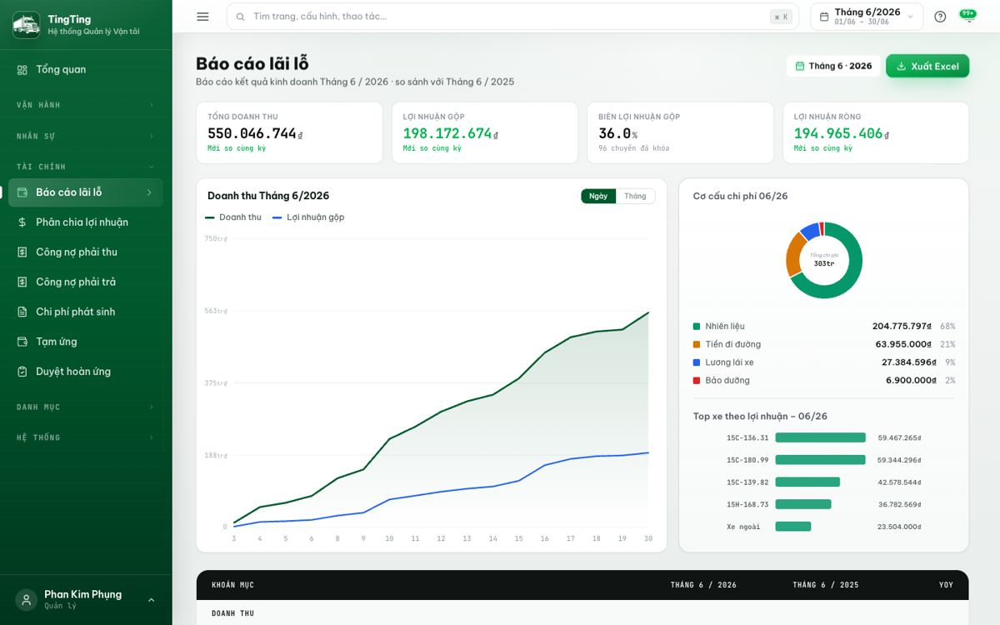 TingTing
Hệ thống Quản lý Vận tải
Tổng quan
VẬN HÀNH
NHÂN SỰ
TÀI CHÍNH
Báo cáo lãi lỗ
Phân chia lợi nhuận
Công nợ phải thu
Công nợ phải trả
Chi phí phát sinh
Tạm ứng
Duyệt hoàn ứng
DANH MỤC
HỆ THỐNG
Phan Kim Phụng
Quản lý
Tìm trang, cấu hình, thao tác...
⌘ K
Tháng 6/2026
01/06 – 30/06
99+
Báo cáo lãi lỗ
Báo cáo kết quả kinh doanh Tháng 6 / 2026 · so sánh với Tháng 6 / 2025
Tháng 6 · 2026
Xuất Excel
TỔNG DOANH THU
550.046.744đ
Mới so cùng kỳ
LỢI NHUẬN GỘP
198.172.674đ
Mới so cùng kỳ
BIÊN LỢI NHUẬN GỘP
36.0%
96 chuyến đã khóa
LỢI NHUẬN RÒNG
194.965.406đ
Mới so cùng kỳ
Doanh thu Tháng 6/2026
Ngày Tháng
Doanh thu Lợi nhuận gộp
750trđ
563trđ
375trđ
188trđ
0
3 4 5 6 8 9 10 11 12 13 14 15 16 17 18 19 30
Cơ cấu chi phí 06/26
Tổng chi phí
303tr
Nhiên liệu 204.775.797đ 68%
Tiền đi đường 63.955.000đ 21%
Lương lái xe 27.384.596đ 9%
Bảo dưỡng 6.900.000đ 2%
Top xe theo lợi nhuận – 06/26
15C-136.31 59.467.265đ
15C-180.99 59.344.296đ
15C-139.82 42.578.544đ
15H-168.73 36.782.569đ
Xe ngoài 23.504.000đ
KHOẢN MỤC THÁNG 6 / 2026 THÁNG 6 / 2025 YOY
DOANH THU